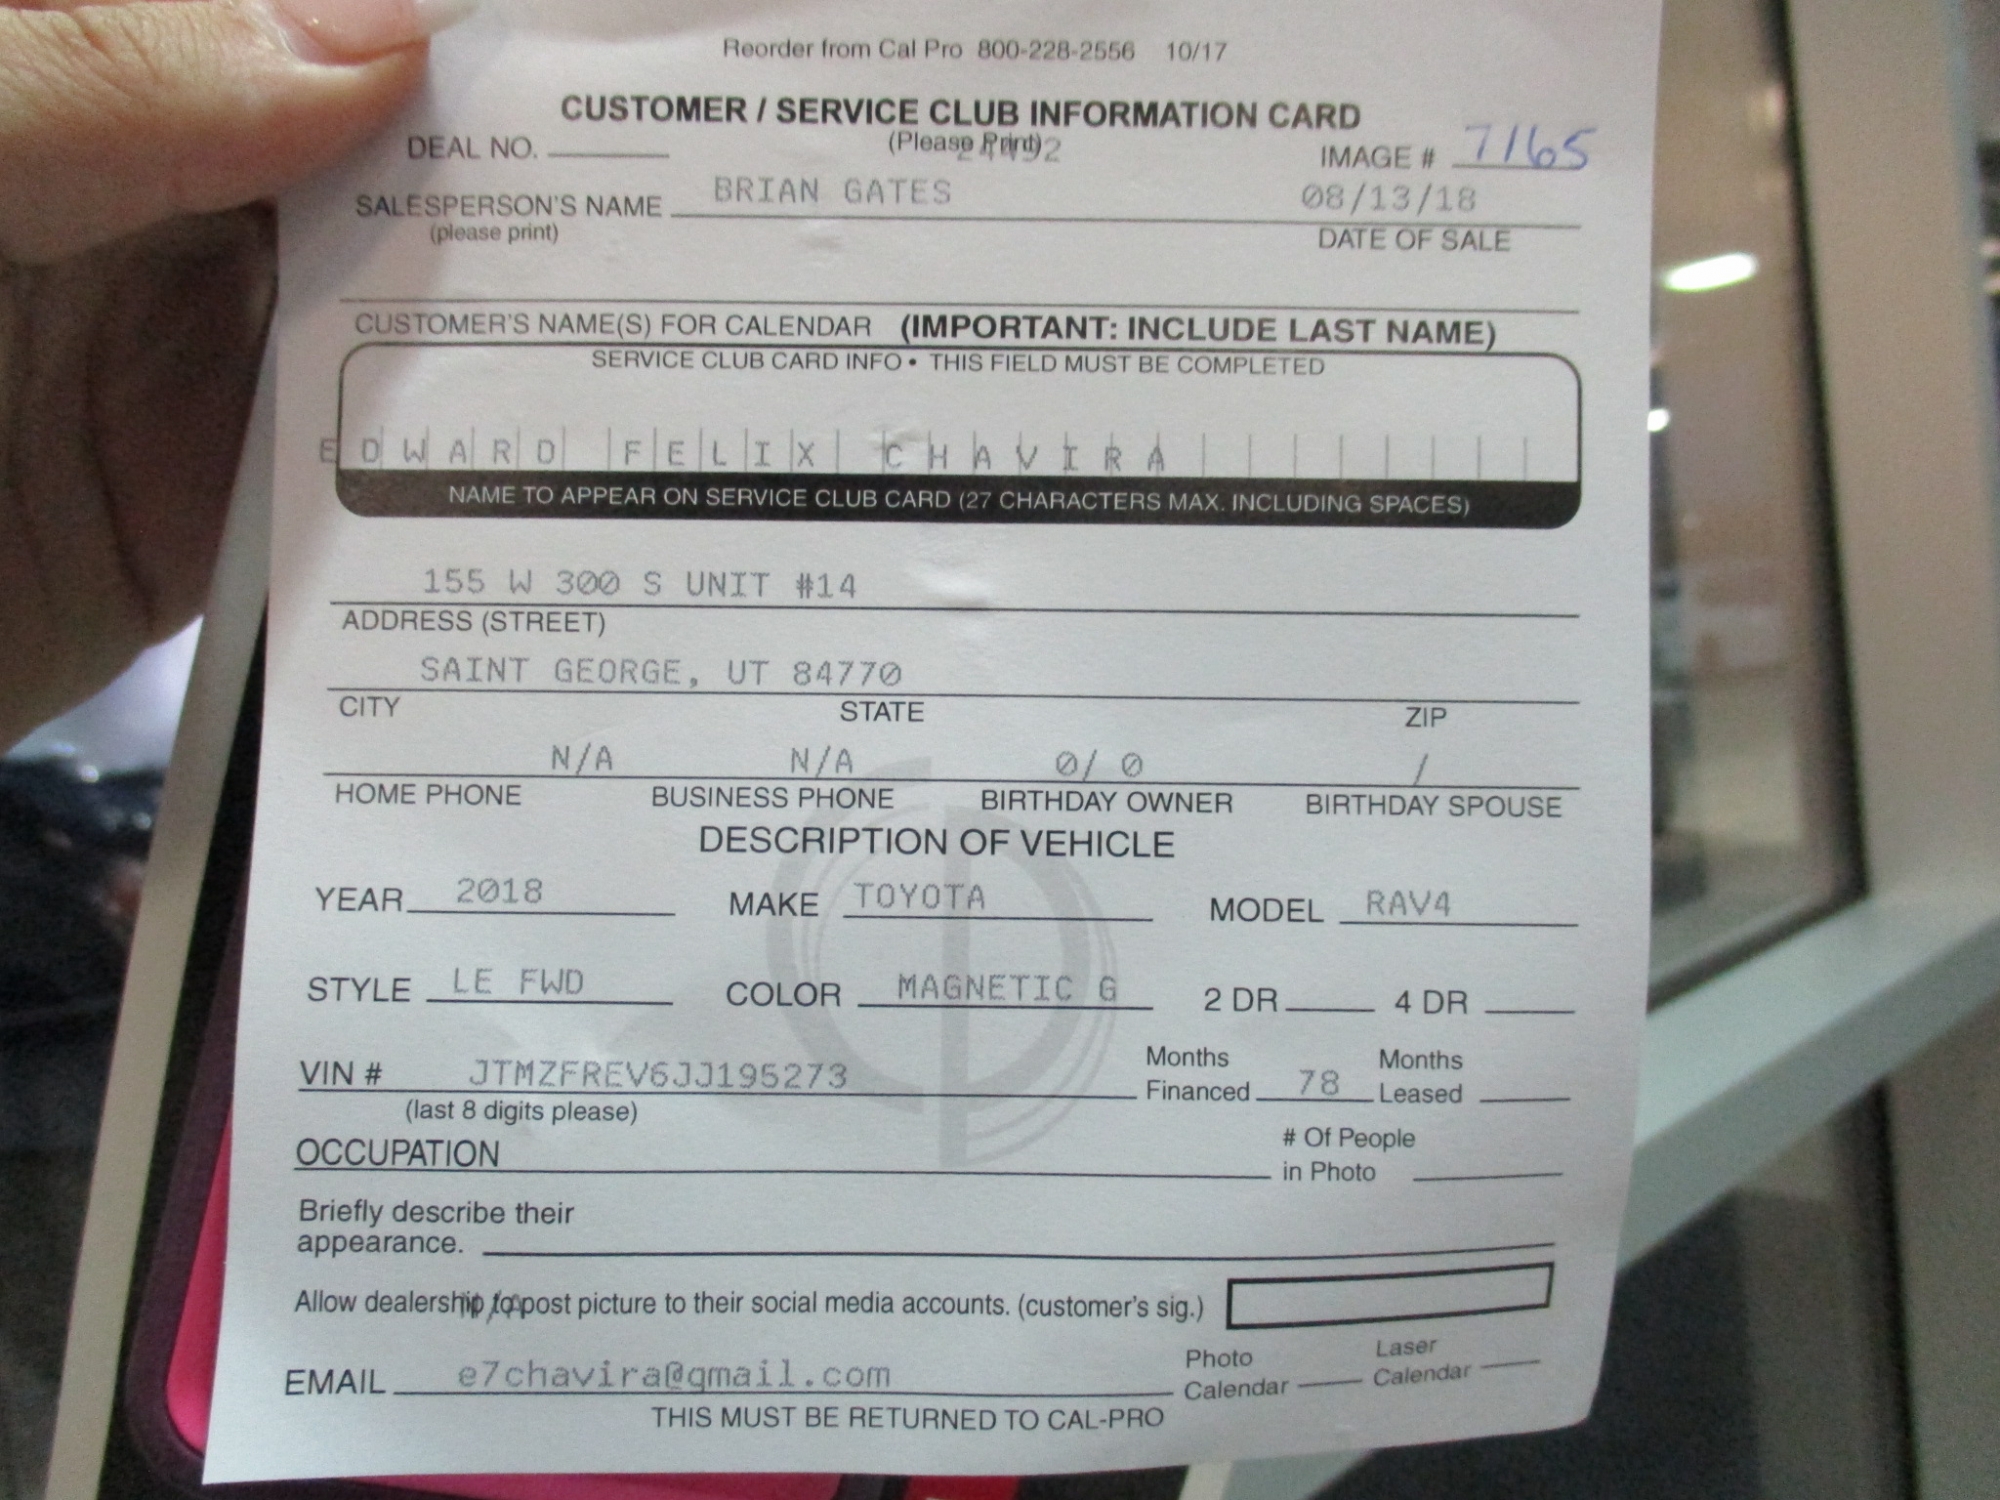 Reorder from Cal Pro 800-228-2556 10/17
CUSTOMER / SERVICE CLUB INFORMATION CARD
DEAL NO. (Please Print) IMAGE # 7165
SALESPERSON'S NAME BRIAN GATES 08/13/18
(please print) DATE OF SALE
CUSTOMER'S NAME(S) FOR CALENDAR (IMPORTANT: INCLUDE LAST NAME)
SERVICE CLUB CARD INFO • THIS FIELD MUST BE COMPLETED
EDWARD FELIX CHAVIRA
NAME TO APPEAR ON SERVICE CLUB CARD (27 CHARACTERS MAX. INCLUDING SPACES)
155 W 300 S UNIT #14
ADDRESS (STREET)
SAINT GEORGE, UT 84770
CITY STATE ZIP
N/A N/A 0/ 0 /
HOME PHONE BUSINESS PHONE BIRTHDAY OWNER BIRTHDAY SPOUSE
DESCRIPTION OF VEHICLE
YEAR 2018 MAKE TOYOTA MODEL RAV4
STYLE LE FWD COLOR MAGNETIC G 2 DR 4 DR
VIN # JTMZFREV6JJ195273 Months Financed 78 Months Leased
(last 8 digits please)
OCCUPATION # Of People in Photo
Briefly describe their
appearance.
Allow dealership to post picture to their social media accounts. (customer's sig.)
EMAIL e7chavira@gmail.com Photo Calendar Laser Calendar
THIS MUST BE RETURNED TO CAL-PRO